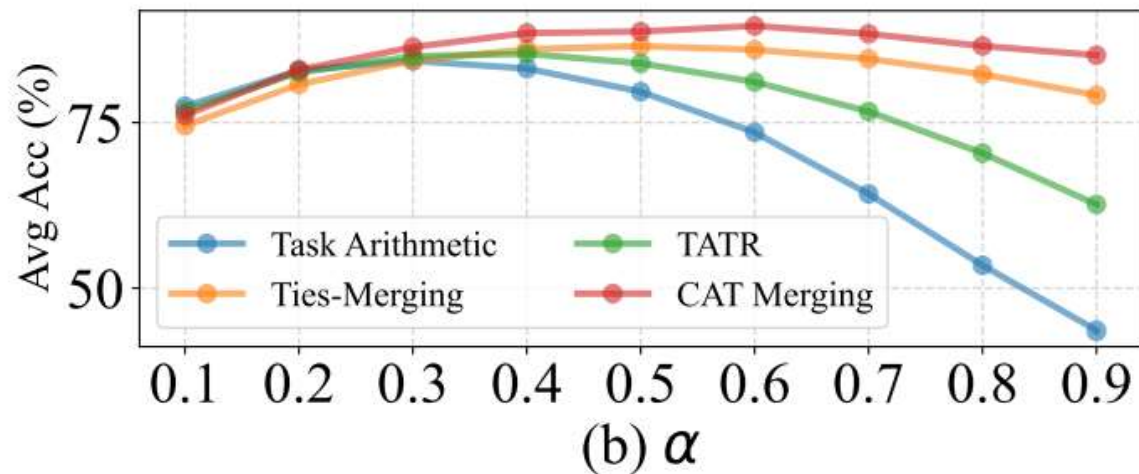 Avg Acc (%)
75
50
Task Arithmetic
TATR
Ties-Merging
CAT Merging
0.1 0.2 0.3 0.4 0.5 0.6 0.7 0.8 0.9
(b) α